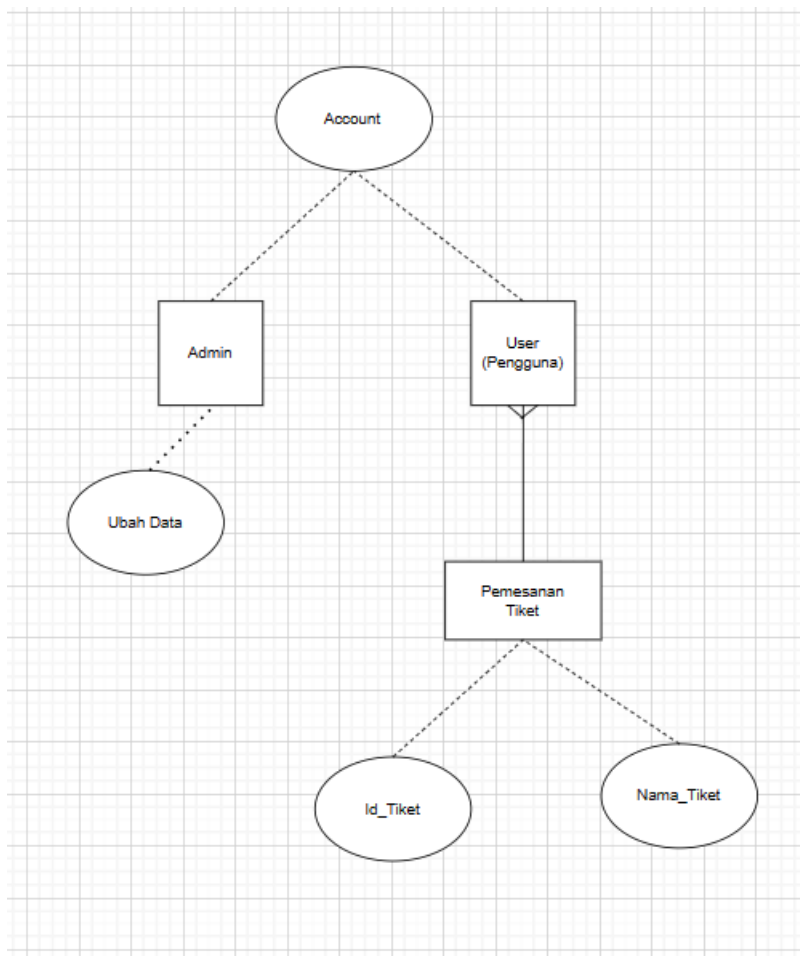 Account
Admin
User
(Pengguna)
Ubah Data
Pemesanan
Tiket
Id_Tiket
Nama_Tiket